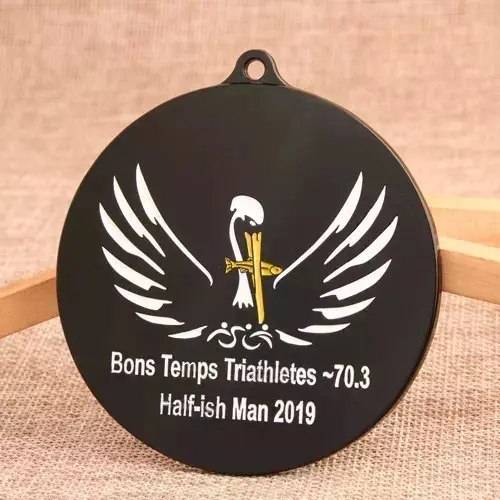 Bons Temps Triathletes ~70.3
Half-ish Man 2019